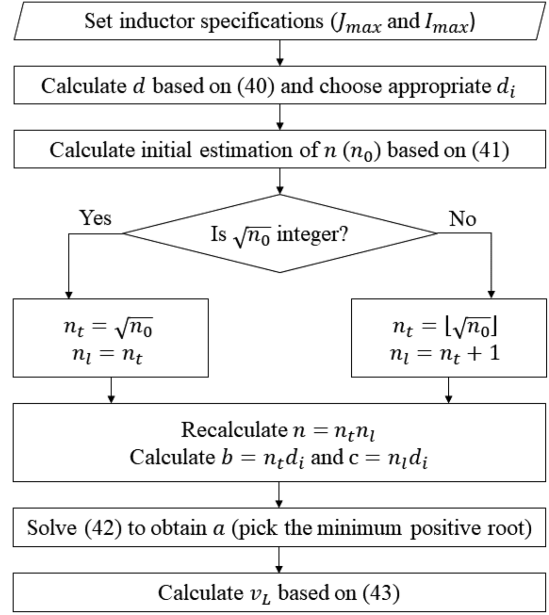 Set inductor specifications (J_max and I_max)
Calculate d based on (40) and choose appropriate d_i
Calculate initial estimation of n (n_0) based on (41)
Is √n_0 integer?
Yes
No
n_t = √n_0
n_l = n_t
n_t = ⌊√n_0⌋
n_l = n_t + 1
Recalculate n = n_t n_l
Calculate b = n_t d_i and c = n_l d_i
Solve (42) to obtain a (pick the minimum positive root)
Calculate v_L based on (43)